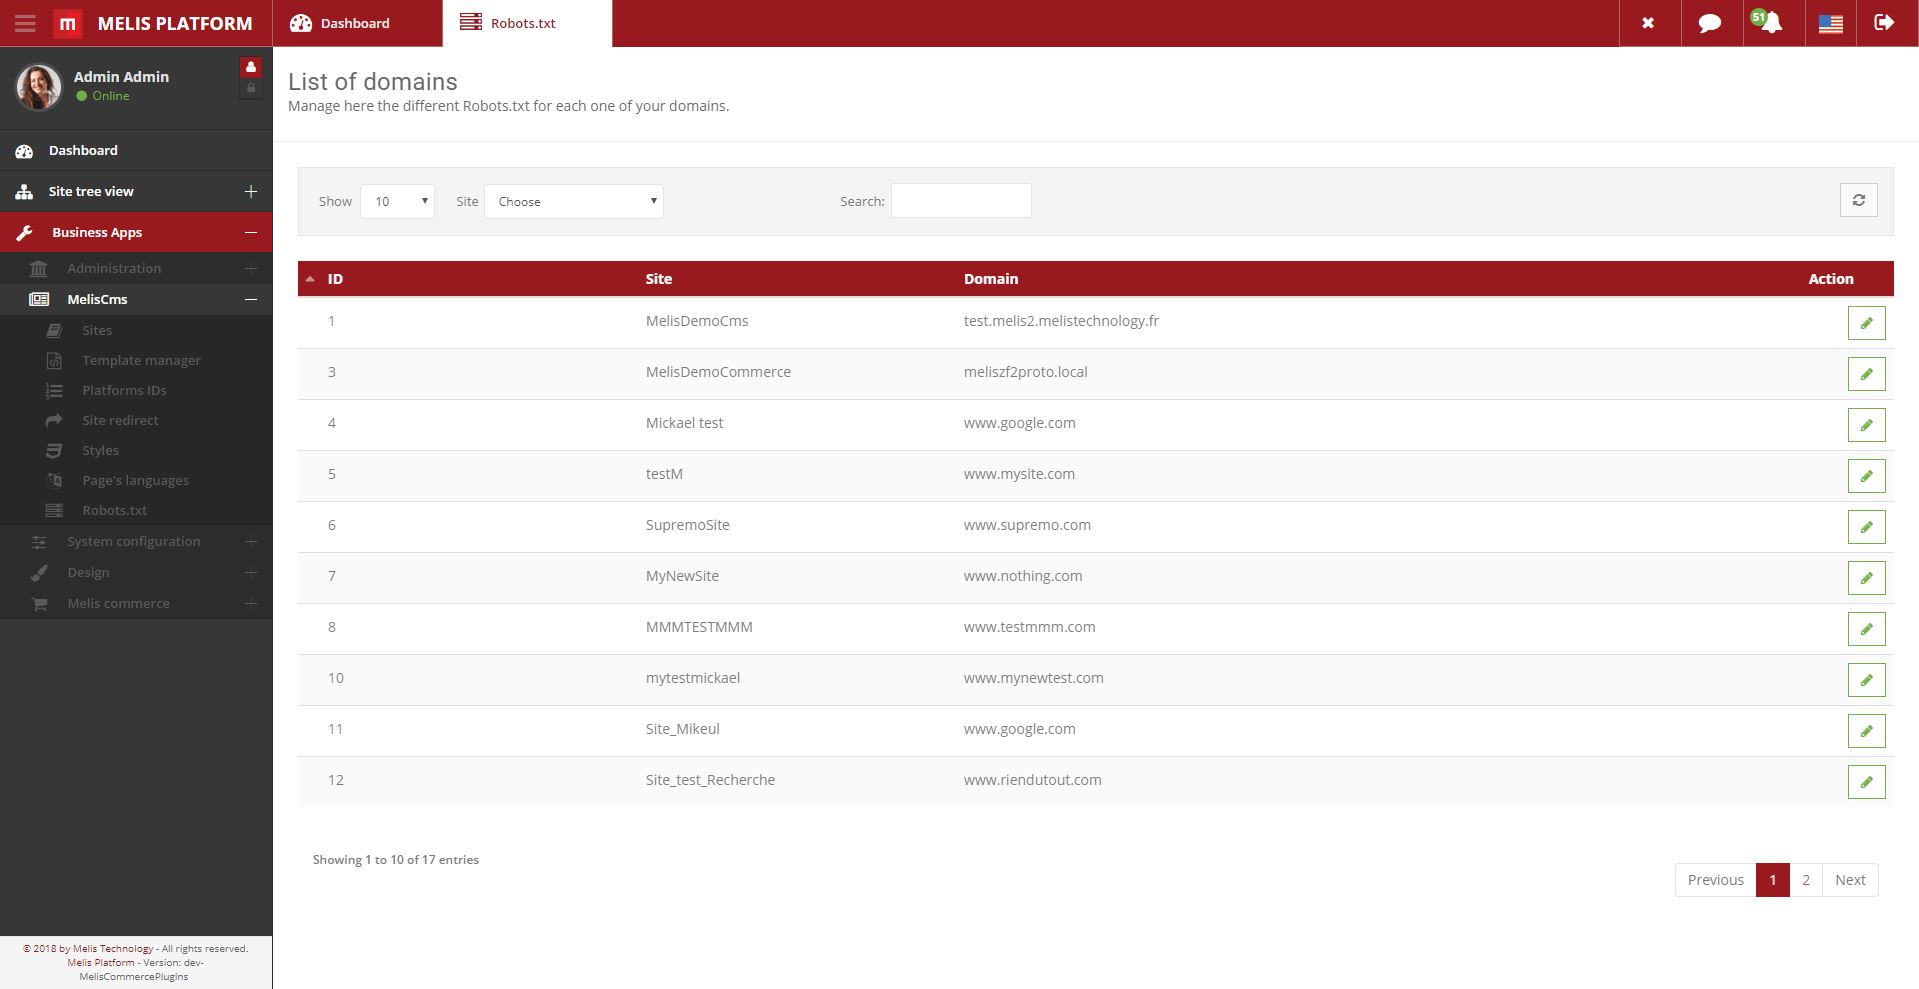 m MELIS PLATFORM
Dashboard
Robots.txt
51
Admin Admin
Online
Dashboard
Site tree view
Business Apps
Administration
MelisCms
Sites
Template manager
Platforms IDs
Site redirect
Styles
Page's languages
Robots.txt
System configuration
Design
Melis commerce
© 2018 by Melis Technology - All rights reserved.
Melis Platform - Version: dev-
MelisCommercePlugins
List of domains
Manage here the different Robots.txt for each one of your domains.
Show 10 Site Choose Search:
ID Site Domain Action
1 MelisDemoCms test.melis2.melistechnology.fr
3 MelisDemoCommerce meliszf2proto.local
4 Mickael test www.google.com
5 testM www.mysite.com
6 SupremoSite www.supremo.com
7 MyNewSite www.nothing.com
8 MMMTESTMMM www.testmmm.com
10 mytestmickael www.mynewtest.com
11 Site_Mikeul www.google.com
12 Site_test_Recherche www.riendutout.com
Showing 1 to 10 of 17 entries
Previous 1 2 Next